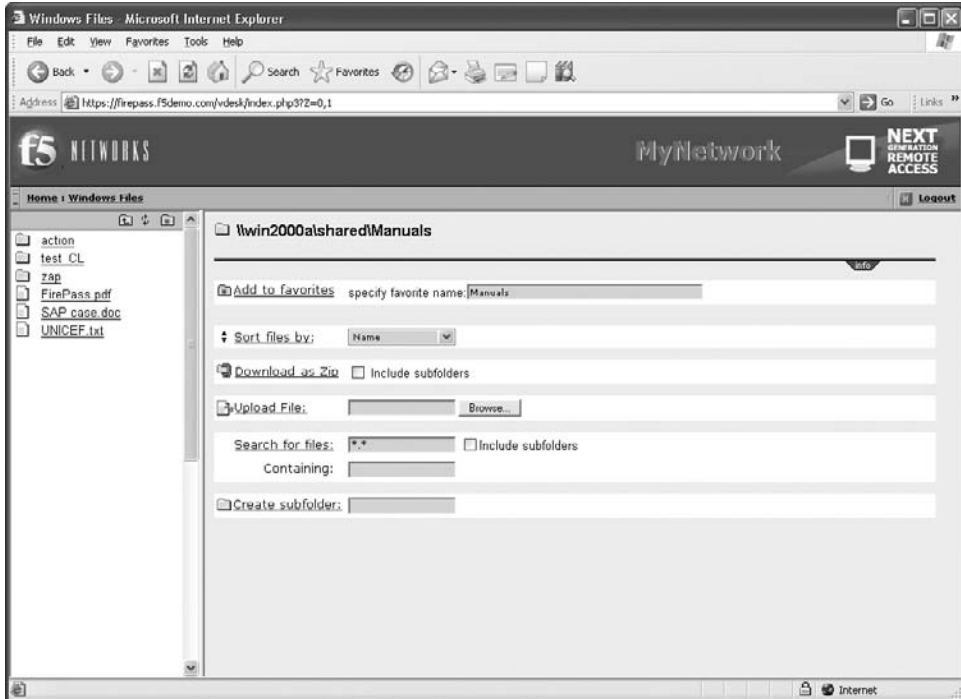 Windows Files - Microsoft Internet Explorer
File Edit View Favorites Tools Help
Back Search Favorites
Address https://firepass.f5demo.com/vdesk/index.php3?Z=0,1 Go Links »
f5 NETWORKS MyNetwork NEXT
GENERATION
REMOTE
ACCESS
Home : Windows Files Logout
action
test CL
zap
FirePass.pdf
SAP case.doc
UNICEF.txt
\\win2000a\shared\Manuals
info
Add to favorites specify favorite name: Manuals
Sort files by: Name
Download as Zip Include subfolders
Upload File: Browse...
Search for files: *.* Include subfolders
Containing:
Create subfolder:
Internet